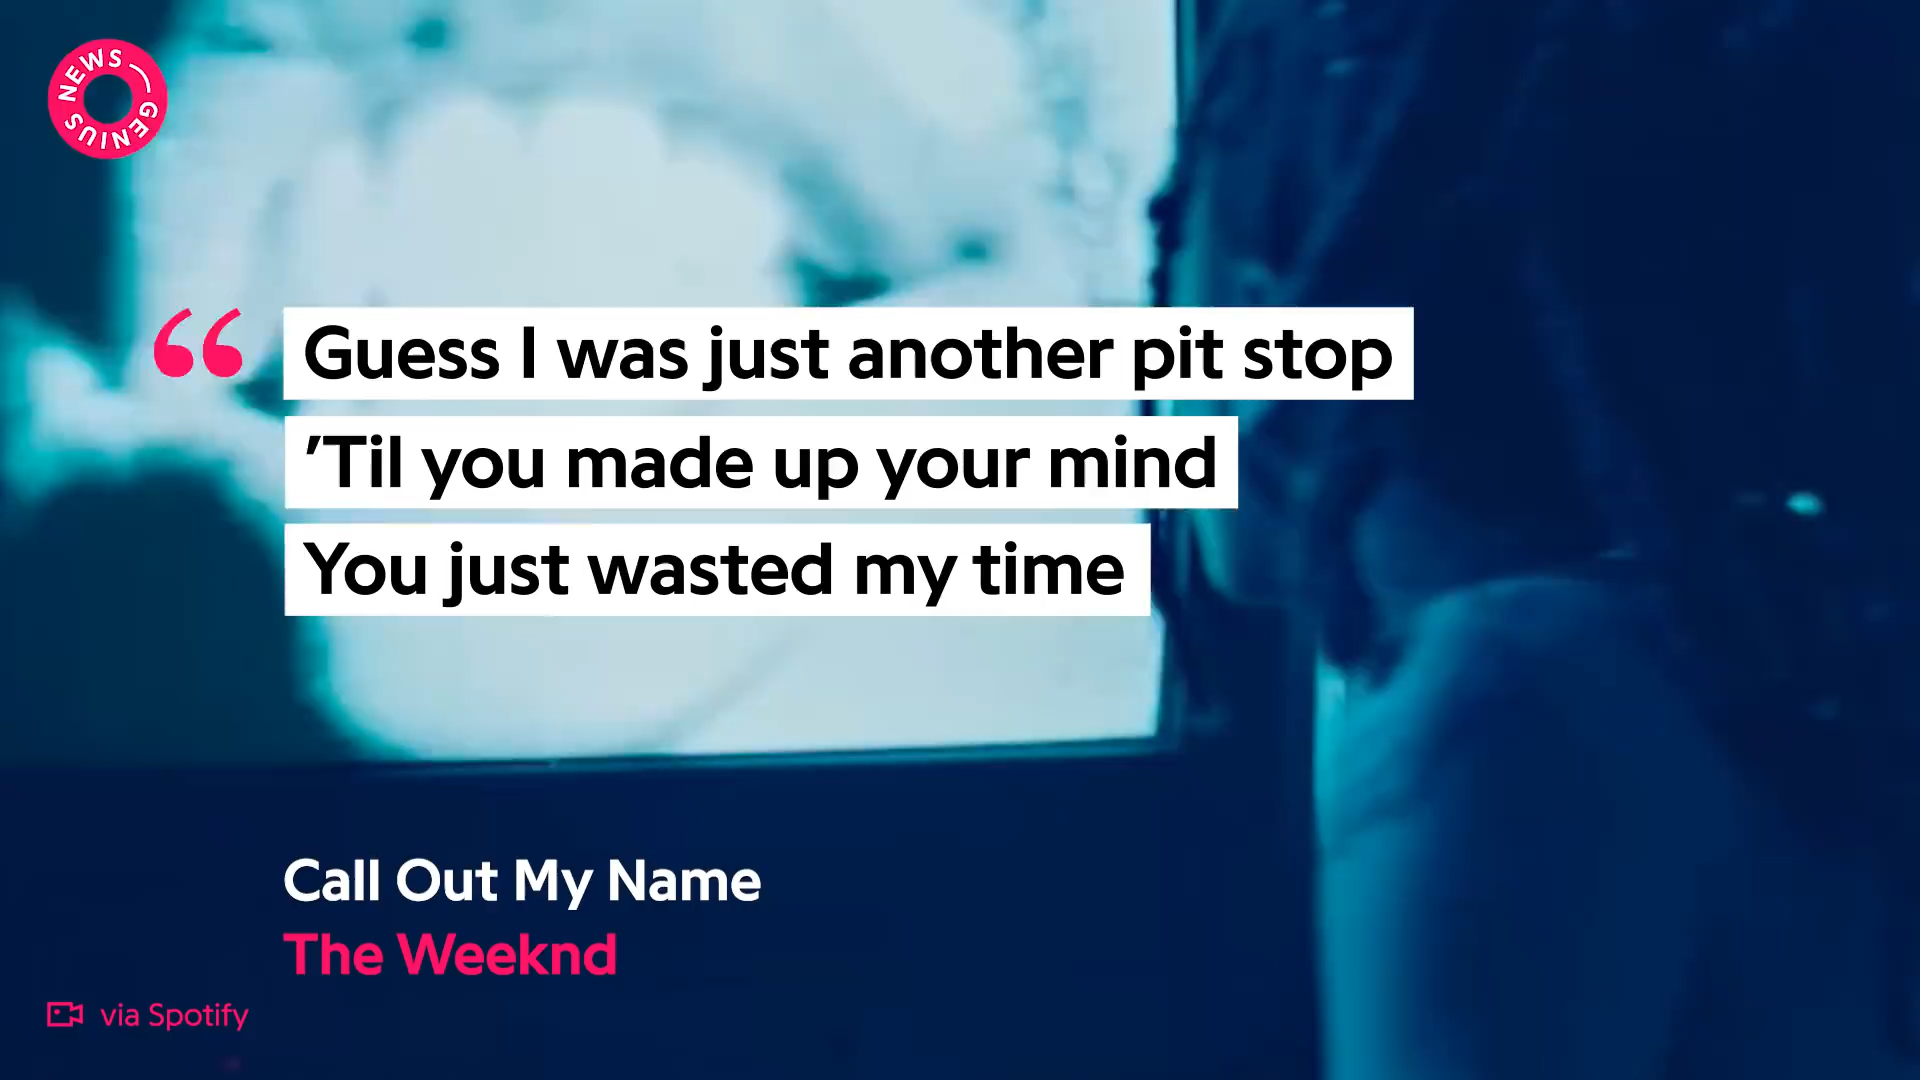 NEWS — GENIUS
“ Guess I was just another pit stop
’Til you made up your mind
You just wasted my time
Call Out My Name
The Weeknd
via Spotify